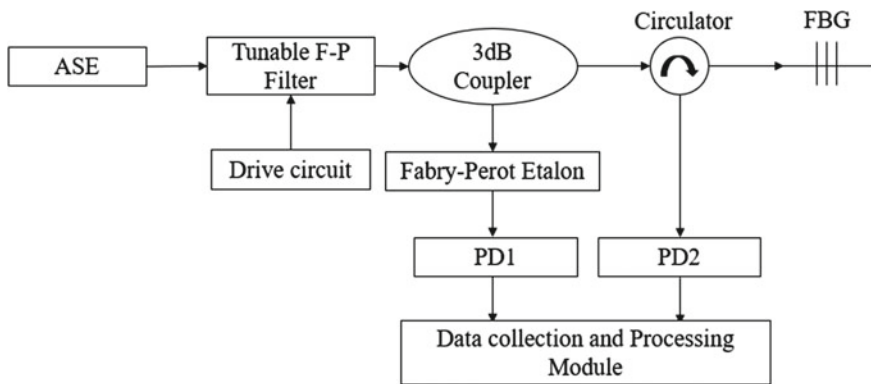 Circulator
FBG
ASE
Tunable F-P
Filter
3dB
Coupler
Drive circuit
Fabry-Perot Etalon
PD1
PD2
Data collection and Processing
Module